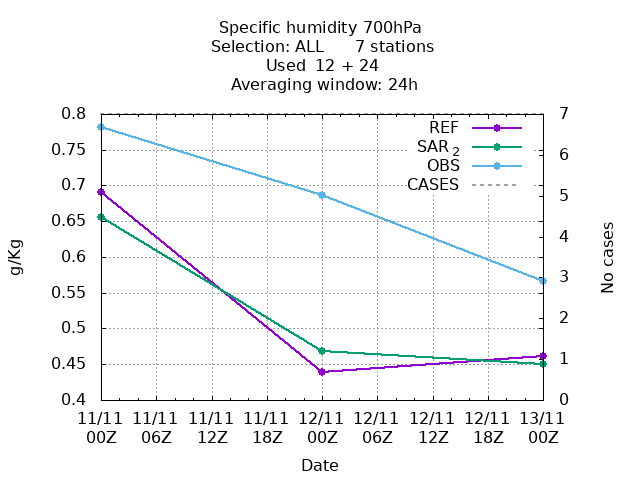 Specific humidity 700hPa
Selection: ALL 7 stations
Used 12 + 24
Averaging window: 24h
0.8
0.75
0.7
0.65
0.6
0.55
0.5
0.45
0.4
g/Kg
REF
SAR 2
OBS
CASES
7
6
5
4
3
2
1
0
No cases
11/11 11/11 11/11 11/11 12/11 12/11 12/11 12/11 13/11
00Z 06Z 12Z 18Z 00Z 06Z 12Z 18Z 00Z
Date